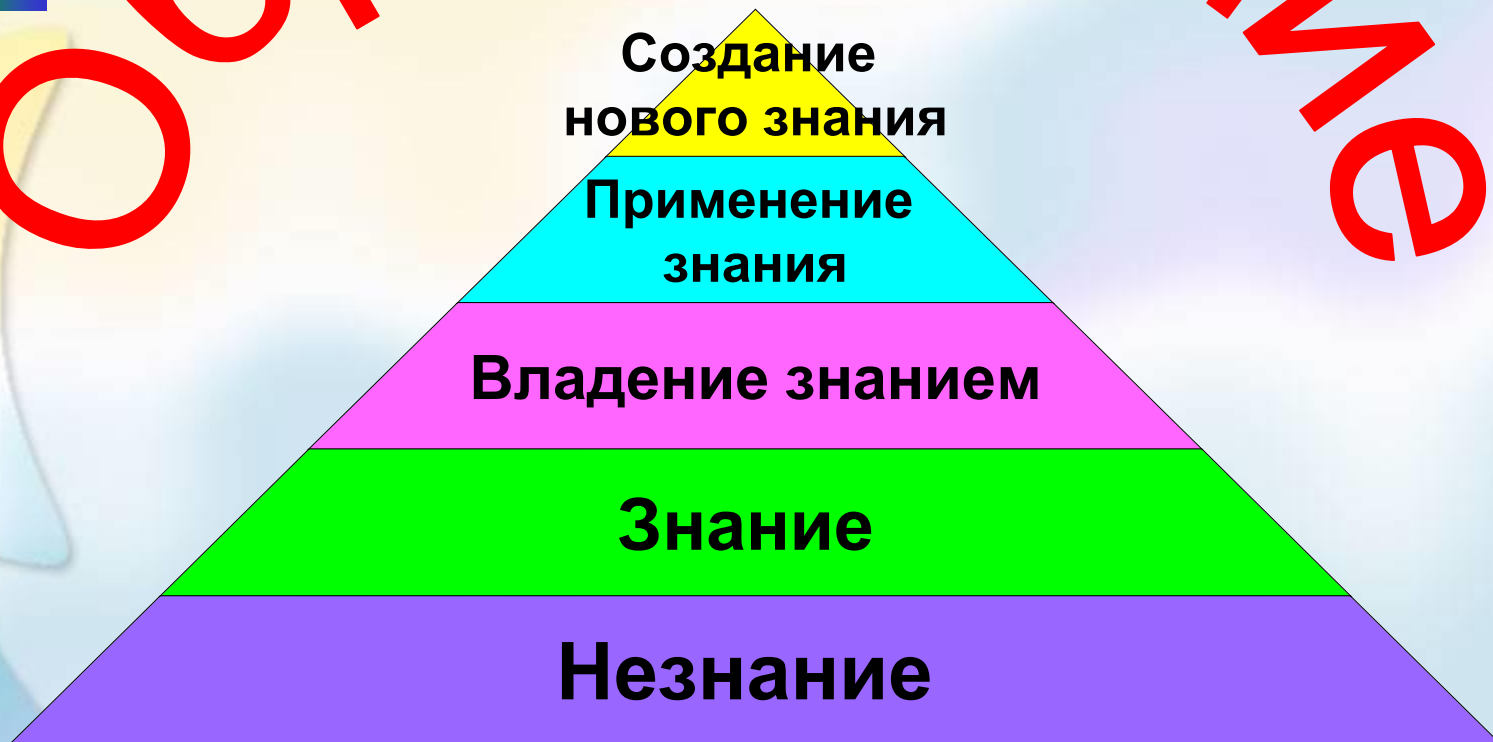 Создание
нового знания
Применение
знания
Владение знанием
Знание
Незнание